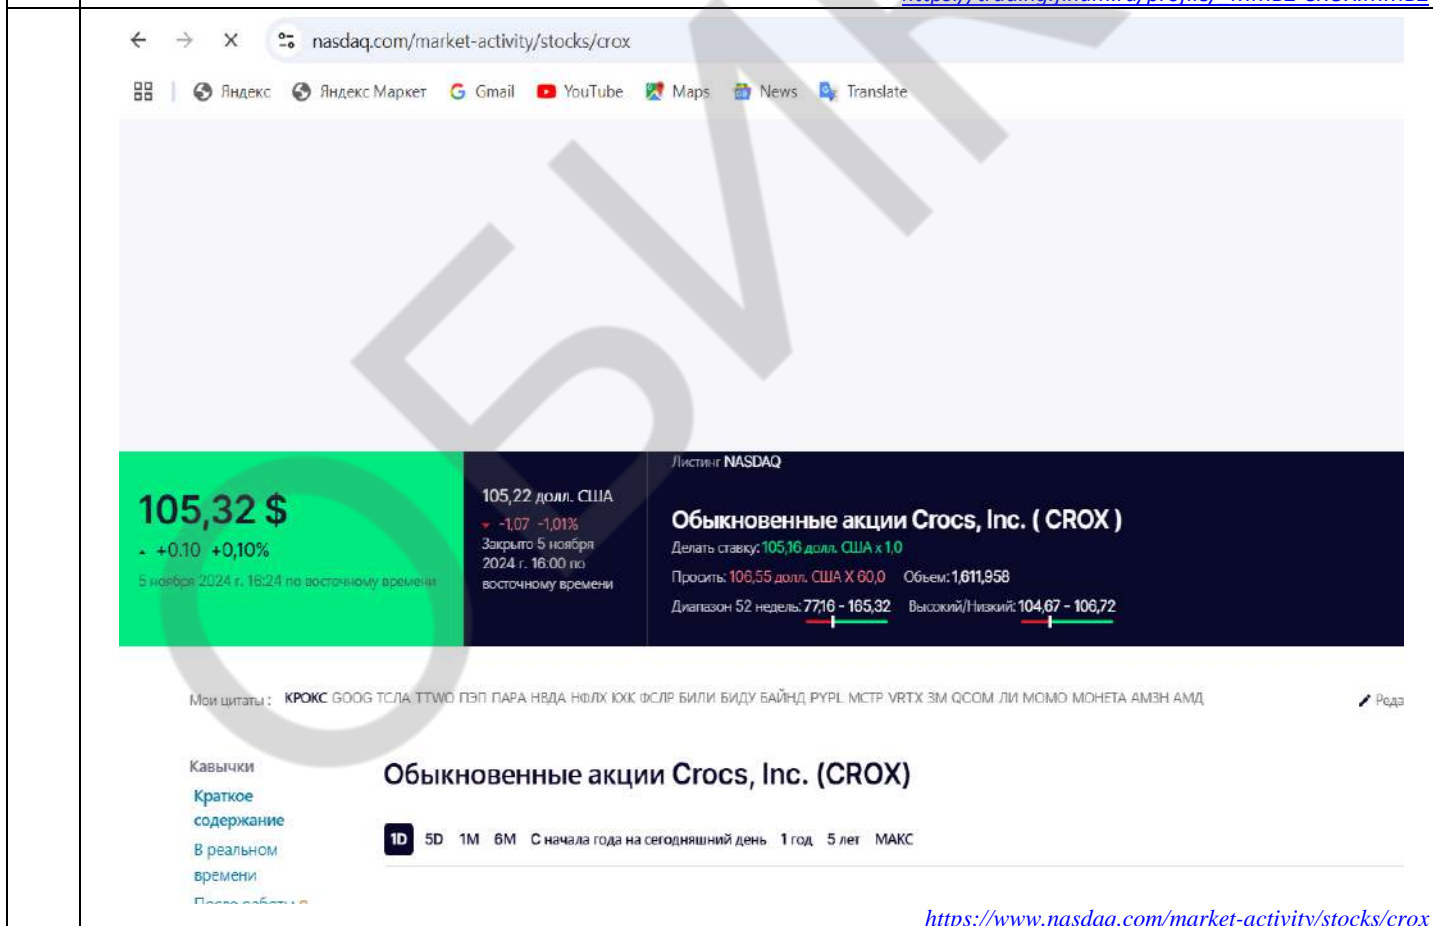 nasdaq.com/market-activity/stocks/crox
Яндекс Яндекс Маркет Gmail YouTube Maps News Translate
ОБИ
105,32 $
+0.10 +0,10%
5 ноября 2024 г. 16:24 по восточному времени
105,22 долл. США
-1,07 -1,01%
Закрыто 5 ноября
2024 г. 16:00 по
восточному времени
Листинг NASDAQ
Обыкновенные акции Crocs, Inc. ( CROX )
Делать ставку: 105,16 долл. США x 1,0
Просить: 106,55 долл. США X 60,0 Объем: 1,611,958
Диапазон 52 недель: 77,16 - 165,32 Высокий/Низкий: 104,67 - 106,72
Мои цитаты : КРОКС GOOG ТСЛА TTWO ПЭП ПАРА НВДА НФЛХ КХК ФСЛР БИЛИ БИДУ БАЙНД PYPL МСТР VRTX ЗМ QCOM ЛИ МОМО МОНЕТА АМЗН АМД
Реда
Кавычки
Краткое
содержание
В реальном
времени
Обыкновенные акции Crocs, Inc. (CROX)
1D 5D 1M 6M С начала года на сегодняшний день 1 год 5 лет МАКС
https://www.nasdaq.com/market-activity/stocks/crox